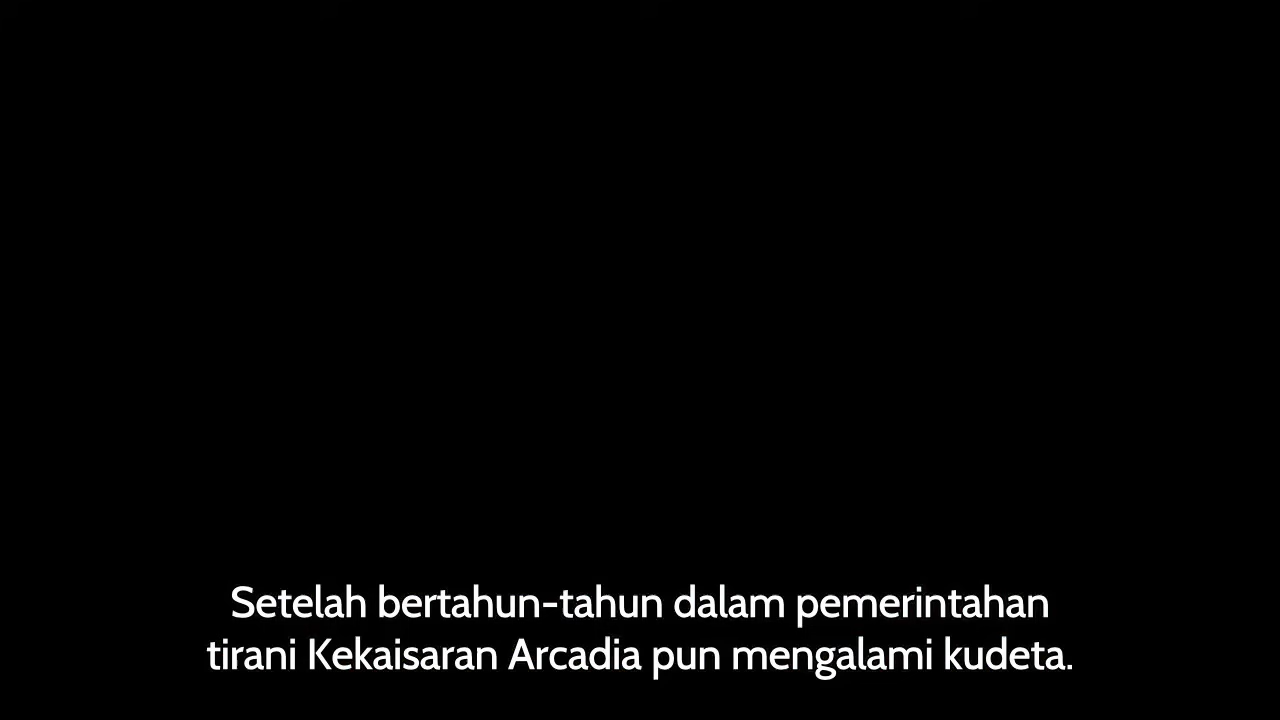 Setelah bertahun-tahun dalam pemerintahan
tirani Kekaisaran Arcadia pun mengalami kudeta.